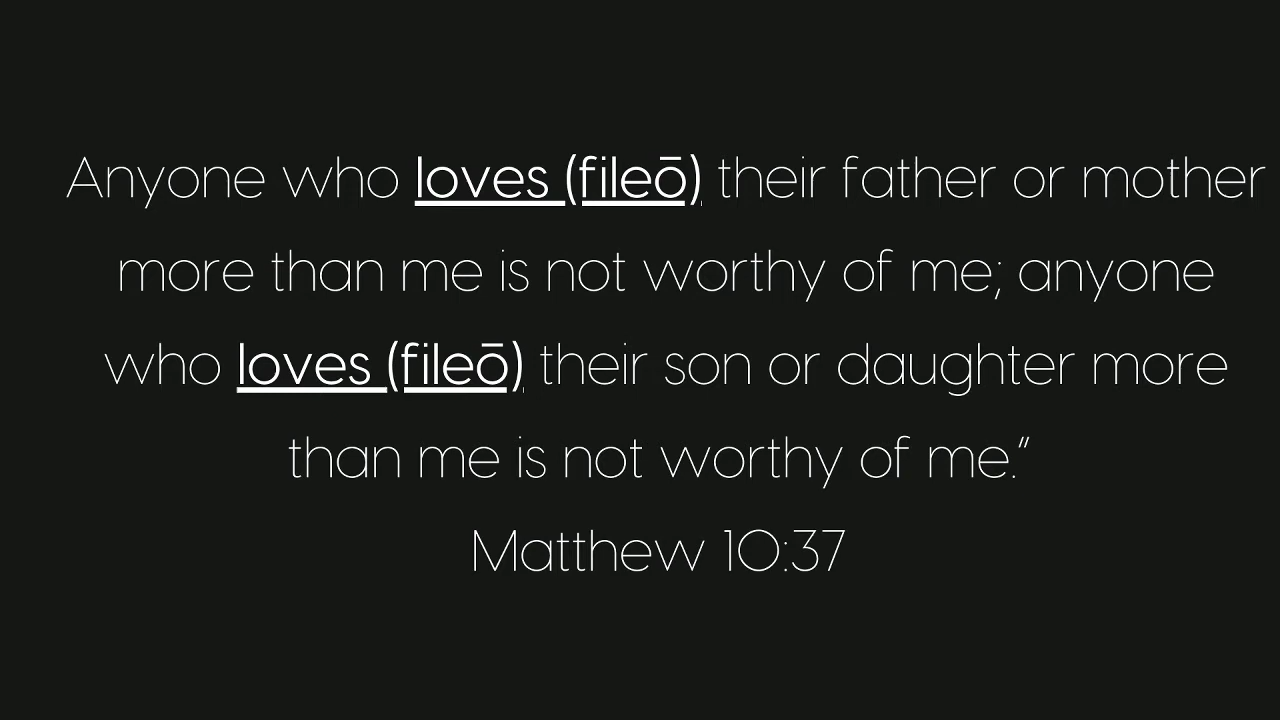 Anyone who loves (fileō) their father or mother
more than me is not worthy of me; anyone
who loves (fileō) their son or daughter more
than me is not worthy of me."
Matthew 10:37